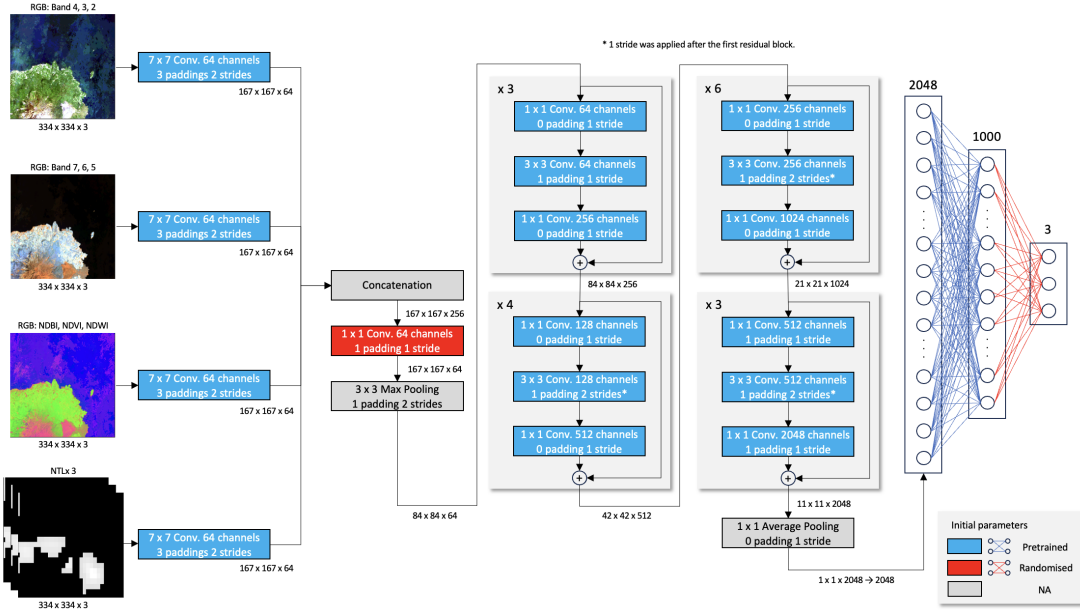 RGB: Band 4, 3, 2
334 x 334 x 3
7 x 7 Conv. 64 channels
3 paddings 2 strides
167 x 167 x 64
RGB: Band 7, 6, 5
334 x 334 x 3
7 x 7 Conv. 64 channels
3 paddings 2 strides
167 x 167 x 64
RGB: NDBI, NDVI, NDWI
334 x 334 x 3
7 x 7 Conv. 64 channels
3 paddings 2 strides
167 x 167 x 64
NTLx 3
334 x 334 x 3
7 x 7 Conv. 64 channels
3 paddings 2 strides
167 x 167 x 64
Concatenation
167 x 167 x 256
1 x 1 Conv. 64 channels
1 padding 1 stride
167 x 167 x 64
3 x 3 Max Pooling
1 padding 2 strides
84 x 84 x 64
* 1 stride was applied after the first residual block.
x 3
1 x 1 Conv. 64 channels
0 padding 1 stride
3 x 3 Conv. 64 channels
1 padding 1 stride
1 x 1 Conv. 256 channels
0 padding 1 stride
+
84 x 84 x 256
x 4
1 x 1 Conv. 128 channels
0 padding 1 stride
3 x 3 Conv. 128 channels
1 padding 2 strides*
1 x 1 Conv. 512 channels
0 padding 1 stride
+
42 x 42 x 512
x 6
1 x 1 Conv. 256 channels
0 padding 1 stride
3 x 3 Conv. 256 channels
1 padding 2 strides*
1 x 1 Conv. 1024 channels
0 padding 1 stride
+
21 x 21 x 1024
x 3
1 x 1 Conv. 512 channels
1 padding 1 stride
3 x 3 Conv. 512 channels
1 padding 2 strides*
1 x 1 Conv. 2048 channels
1 padding 1 stride
+
11 x 11 x 2048
1 x 1 Average Pooling
0 padding 1 stride
1 x 1 x 2048 → 2048
2048
1000
3
Initial parameters
Pretrained
Randomised
NA